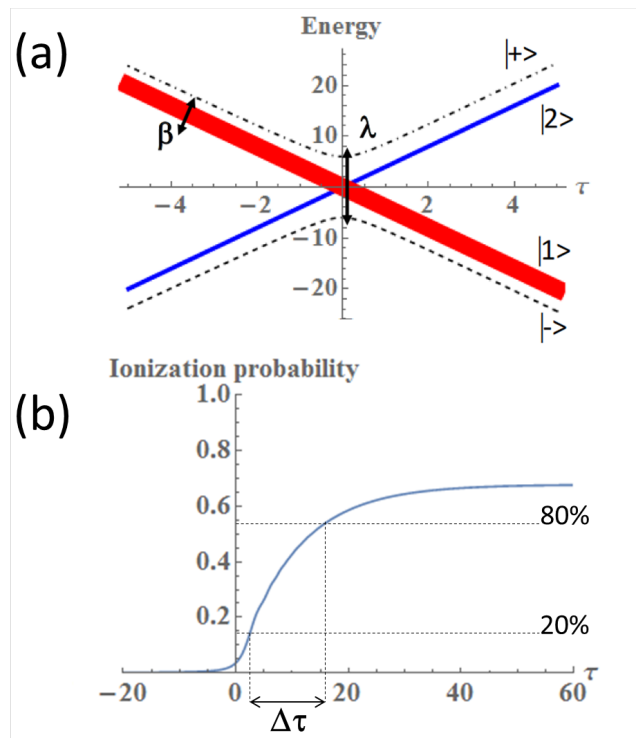 (a)
Energy
|+>
20
|2>
β
10
λ
−4
−2
2
4
τ
−10
|1>
−20
|->
Ionization probability
(b)
1.0
0.8
0.6
80%
0.4
0.2
20%
−20
0
20
40
60
τ
Δτ